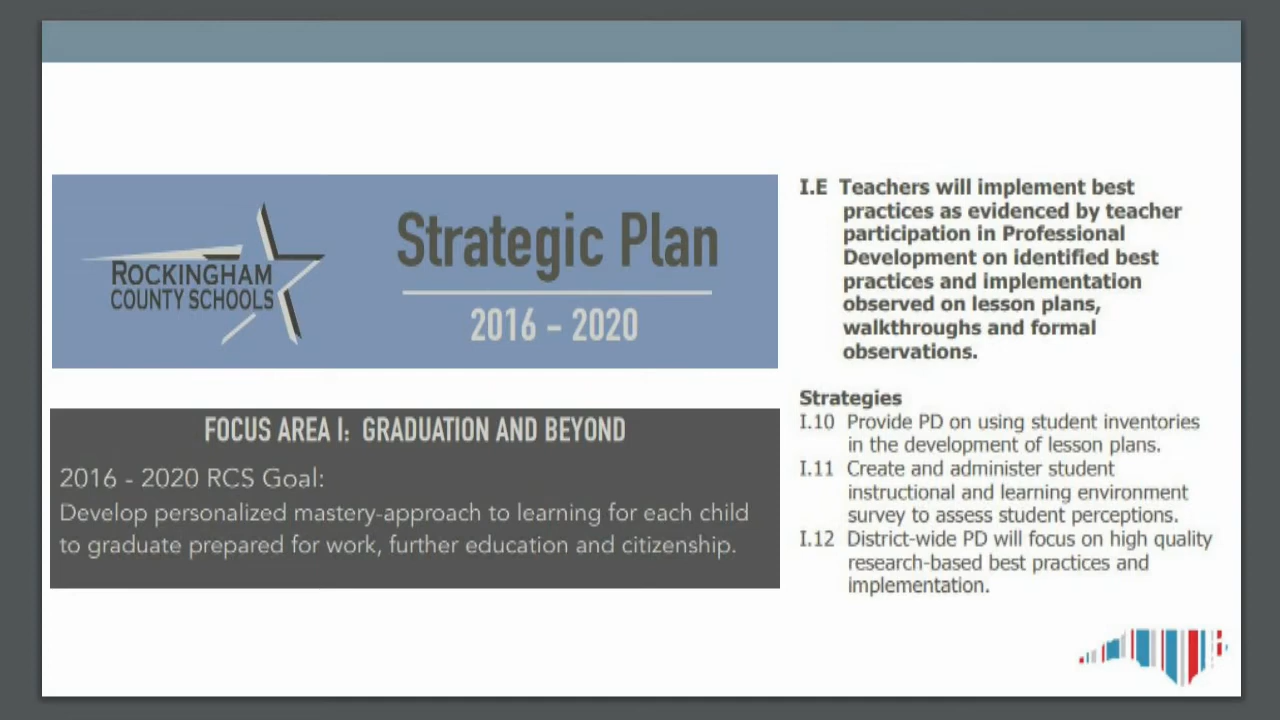 ROCKINGHAM
COUNTY SCHOOLS
Strategic Plan
2016 - 2020
FOCUS AREA I: GRADUATION AND BEYOND
2016 - 2020 RCS Goal:
Develop personalized mastery-approach to learning for each child
to graduate prepared for work, further education and citizenship.
I.E Teachers will implement best
practices as evidenced by teacher
participation in Professional
Development on identified best
practices and implementation
observed on lesson plans,
walkthroughs and formal
observations.
Strategies
I.10 Provide PD on using student inventories
in the development of lesson plans.
I.11 Create and administer student
instructional and learning environment
survey to assess student perceptions.
I.12 District-wide PD will focus on high quality
research-based best practices and
implementation.